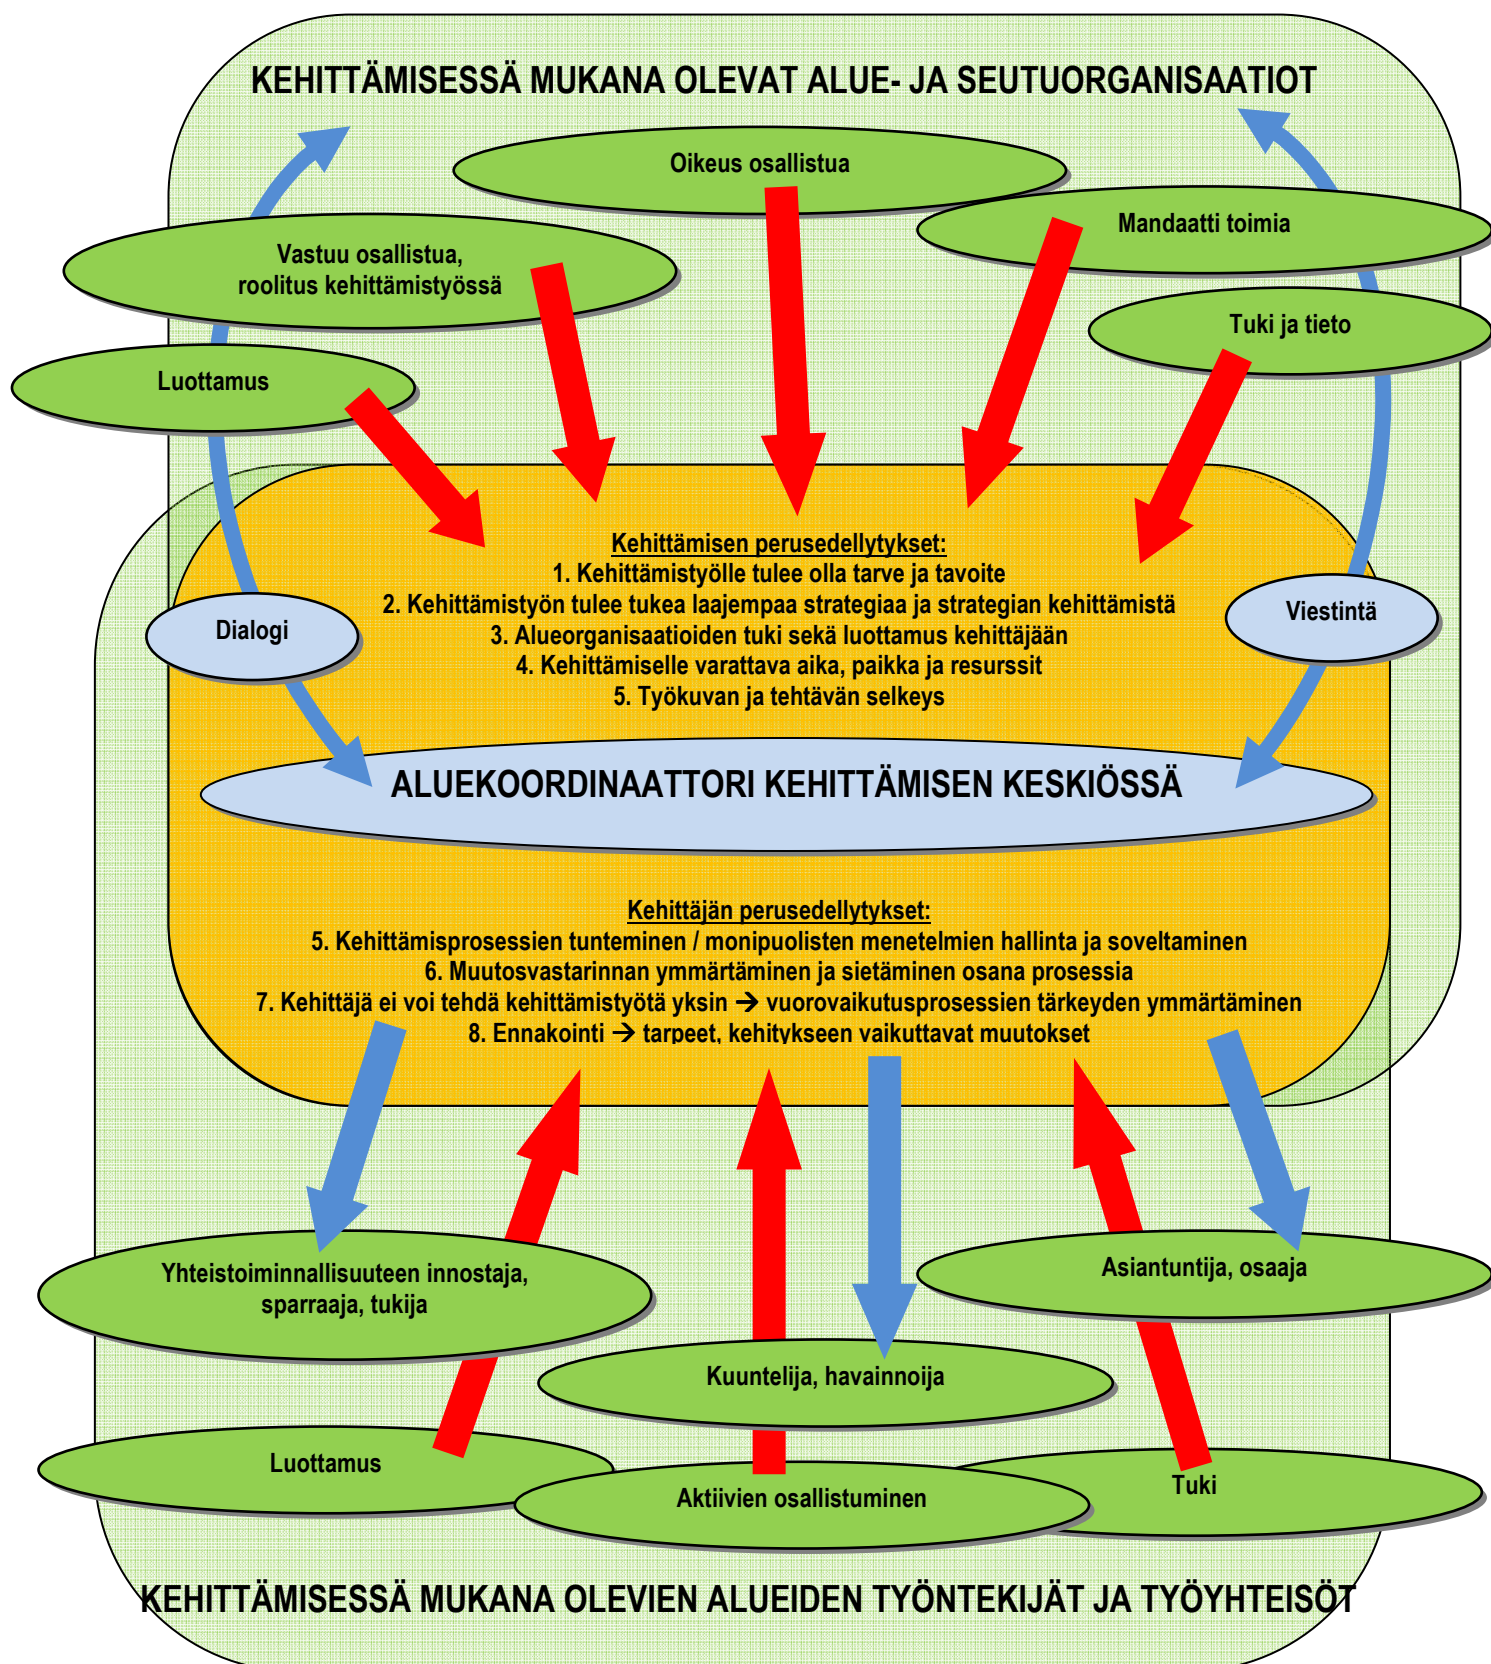 KEHITTÄMISESSÄ MUKANA OLEVAT ALUE- JA SEUTUORGANISAATIOT
Oikeus osallistua
Mandaatti toimia
Vastuu osallistua,
roolitus kehittämistyössä
Tuki ja tieto
Luottamus
Kehittämisen perusedellytykset:
1. Kehittämistyölle tulee olla tarve ja tavoite
2. Kehittämistyön tulee tukea laajempaa strategiaa ja strategian kehittämistä
3. Alueorganisaatioiden tuki sekä luottamus kehittäjään
4. Kehittämiselle varattava aika, paikka ja resurssit
5. Työkuvan ja tehtävän selkeys
Dialogi
Viestintä
ALUEKOORDINAATTORI KEHITTÄMISEN KESKIÖSSÄ
Kehittäjän perusedellytykset:
5. Kehittämisprosessien tunteminen / monipuolisten menetelmien hallinta ja soveltaminen
6. Muutosvastarinnan ymmärtäminen ja sietäminen osana prosessia
7. Kehittäjä ei voi tehdä kehittämistyötä yksin → vuorovaikutusprosessien tärkeyden ymmärtäminen
8. Ennakointi → tarpeet, kehitykseen vaikuttavat muutokset
Yhteistoiminnallisuuteen innostaja,
sparraaja, tukija
Asiantuntija, osaaja
Kuuntelija, havainnoija
Luottamus
Aktiivien osallistuminen
Tuki
KEHITTÄMISESSÄ MUKANA OLEVIEN ALUEIDEN TYÖNTEKIJÄT JA TYÖYHTEISÖT